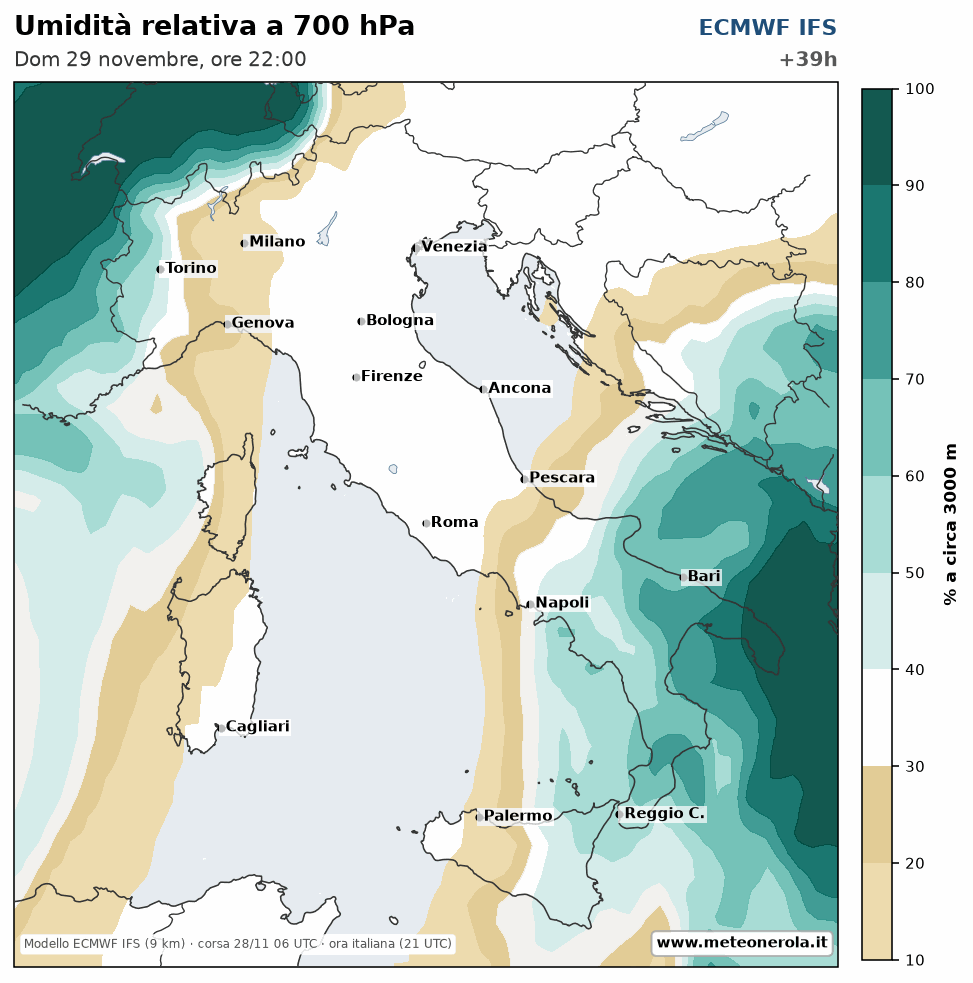 Umidità relativa a 700 hPa
ECMWF IFS
Dom 29 novembre, ore 22:00
+39h
100
90
80
70
60
50
40
30
20
10
% a circa 3000 m
Milano
Venezia
Torino
Genova
Bologna
Firenze
Ancona
Pescara
Roma
Bari
Napoli
Cagliari
Palermo
Reggio C.
Modello ECMWF IFS (9 km) · corsa 28/11 06 UTC · ora italiana (21 UTC)
www.meteonerola.it